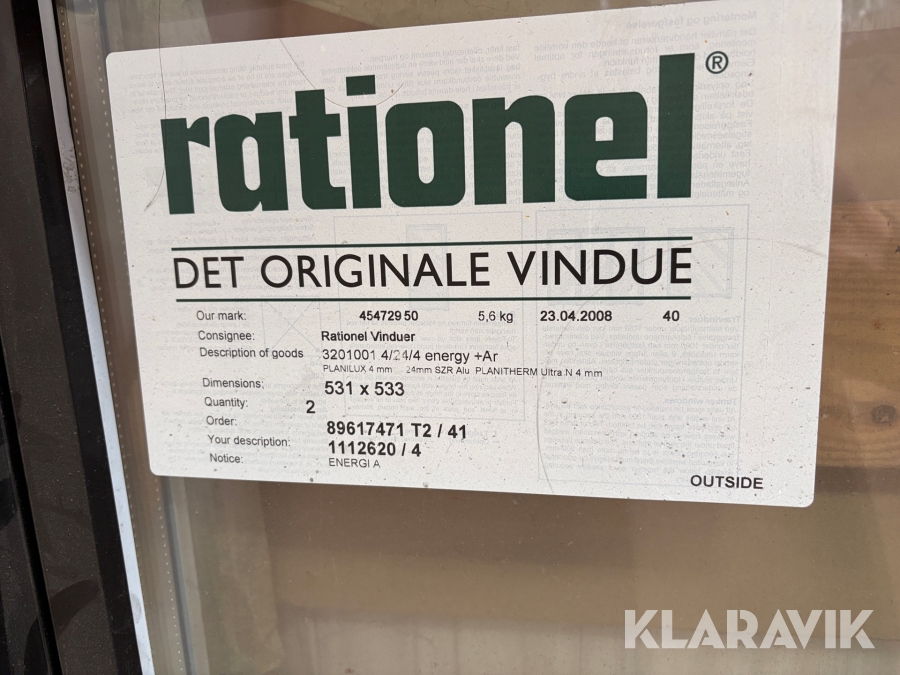 rationel®
DET ORIGINALE VINDUE
Our mark: 45472950 5,6 kg 23.04.2008 40
Consignee: Rationel Vinduer
Description of goods 3201001 4/24/4 energy +Ar
PLANILUX 4 mm 24mm SZR Alu PLANITHERM Ultra N 4 mm
Dimensions: 531 x 533
Quantity: 2
Order: 89617471 T2 / 41
Your description: 1112620 / 4
Notice: ENERGI A
OUTSIDE
KLARAVIK